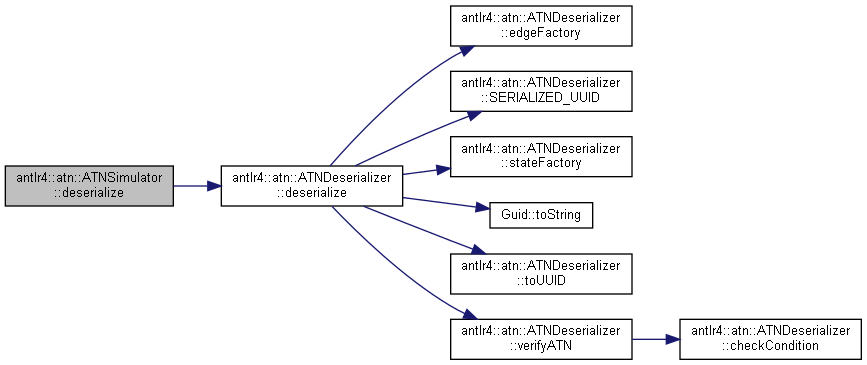 antlr4::atn::ATNSimulator
::deserialize
antlr4::atn::ATNDeserializer
::deserialize
antlr4::atn::ATNDeserializer
::edgeFactory
antlr4::atn::ATNDeserializer
::SERIALIZED_UUID
antlr4::atn::ATNDeserializer
::stateFactory
Guid::toString
antlr4::atn::ATNDeserializer
::toUUID
antlr4::atn::ATNDeserializer
::verifyATN
antlr4::atn::ATNDeserializer
::checkCondition